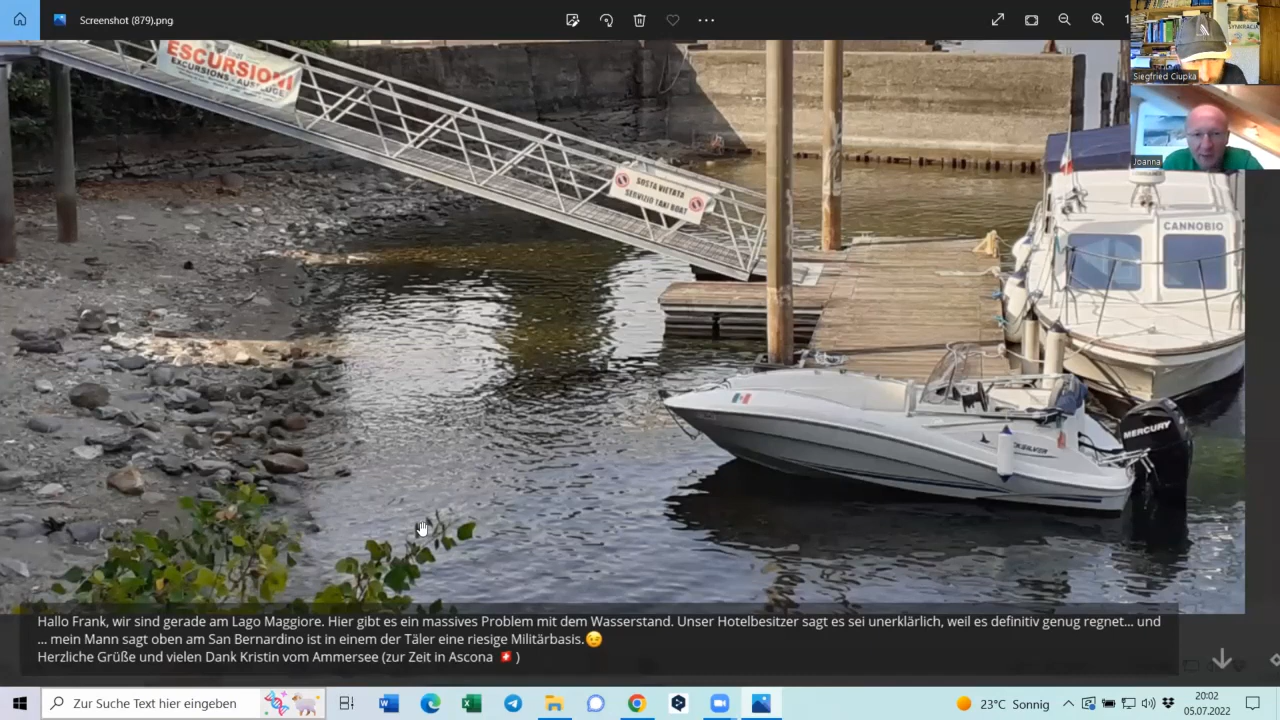 Screenshot (879).png
Siegfried Ciupka
Joanna
ESCURSIONI
EXCURSIONS - AUSFLÜGE
SOSTA VIETATA
SERVIZIO TAXI BOAT
CANNOBIO
MERCURY
Hallo Frank, wir sind gerade am Lago Maggiore. Hier gibt es ein massives Problem mit dem Wasserstand. Unser Hotelbesitzer sagt es sei unerklärlich, weil es definitiv genug regnet... und
... mein Mann sagt oben am San Bernardino ist in einem der Täler eine riesige Militärbasis.😉
Herzliche Grüße und vielen Dank Kristin vom Ammersee (zur Zeit in Ascona 🇨🇭)
Zur Suche Text hier eingeben
23°C Sonnig
20:02
05.07.2022